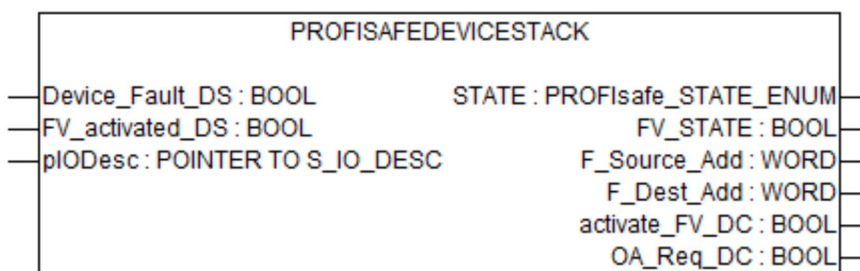 PROFISAFEDEVICESTACK
Device_Fault_DS : BOOL STATE : PROFIsafe_STATE_ENUM
FV_activated_DS : BOOL FV_STATE : BOOL
pIODesc : POINTER TO S_IO_DESC F_Source_Add : WORD
F_Dest_Add : WORD
activate_FV_DC : BOOL
OA_Req_DC : BOOL